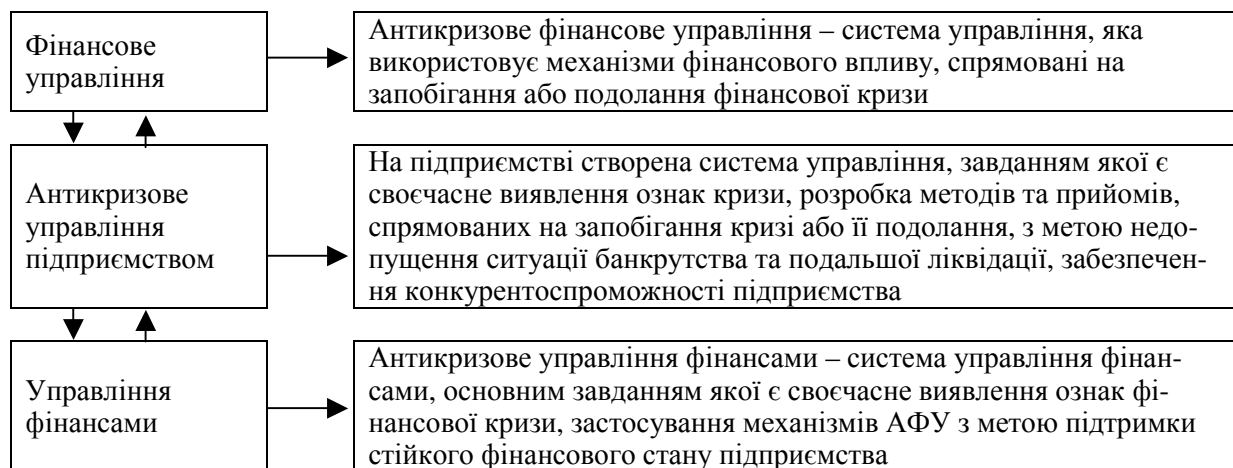 Фінансове
управління
Антикризове фінансове управління – система управління, яка
використовує механізми фінансового впливу, спрямовані на
запобігання або подолання фінансової кризи
Антикризове
управління
підприємством
На підприємстві створена система управління, завданням якої є
своєчасне виявлення ознак кризи, розробка методів та прийомів,
спрямованих на запобігання кризі або її подолання, з метою недо-
пущення ситуації банкрутства та подальшої ліквідації, забезпечен-
ня конкурентоспроможності підприємства
Управління
фінансами
Антикризове управління фінансами – система управління фінан-
сами, основним завданням якої є своєчасне виявлення ознак фі-
нансової кризи, застосування механізмів АФУ з метою підтримки
стійкого фінансового стану підприємства